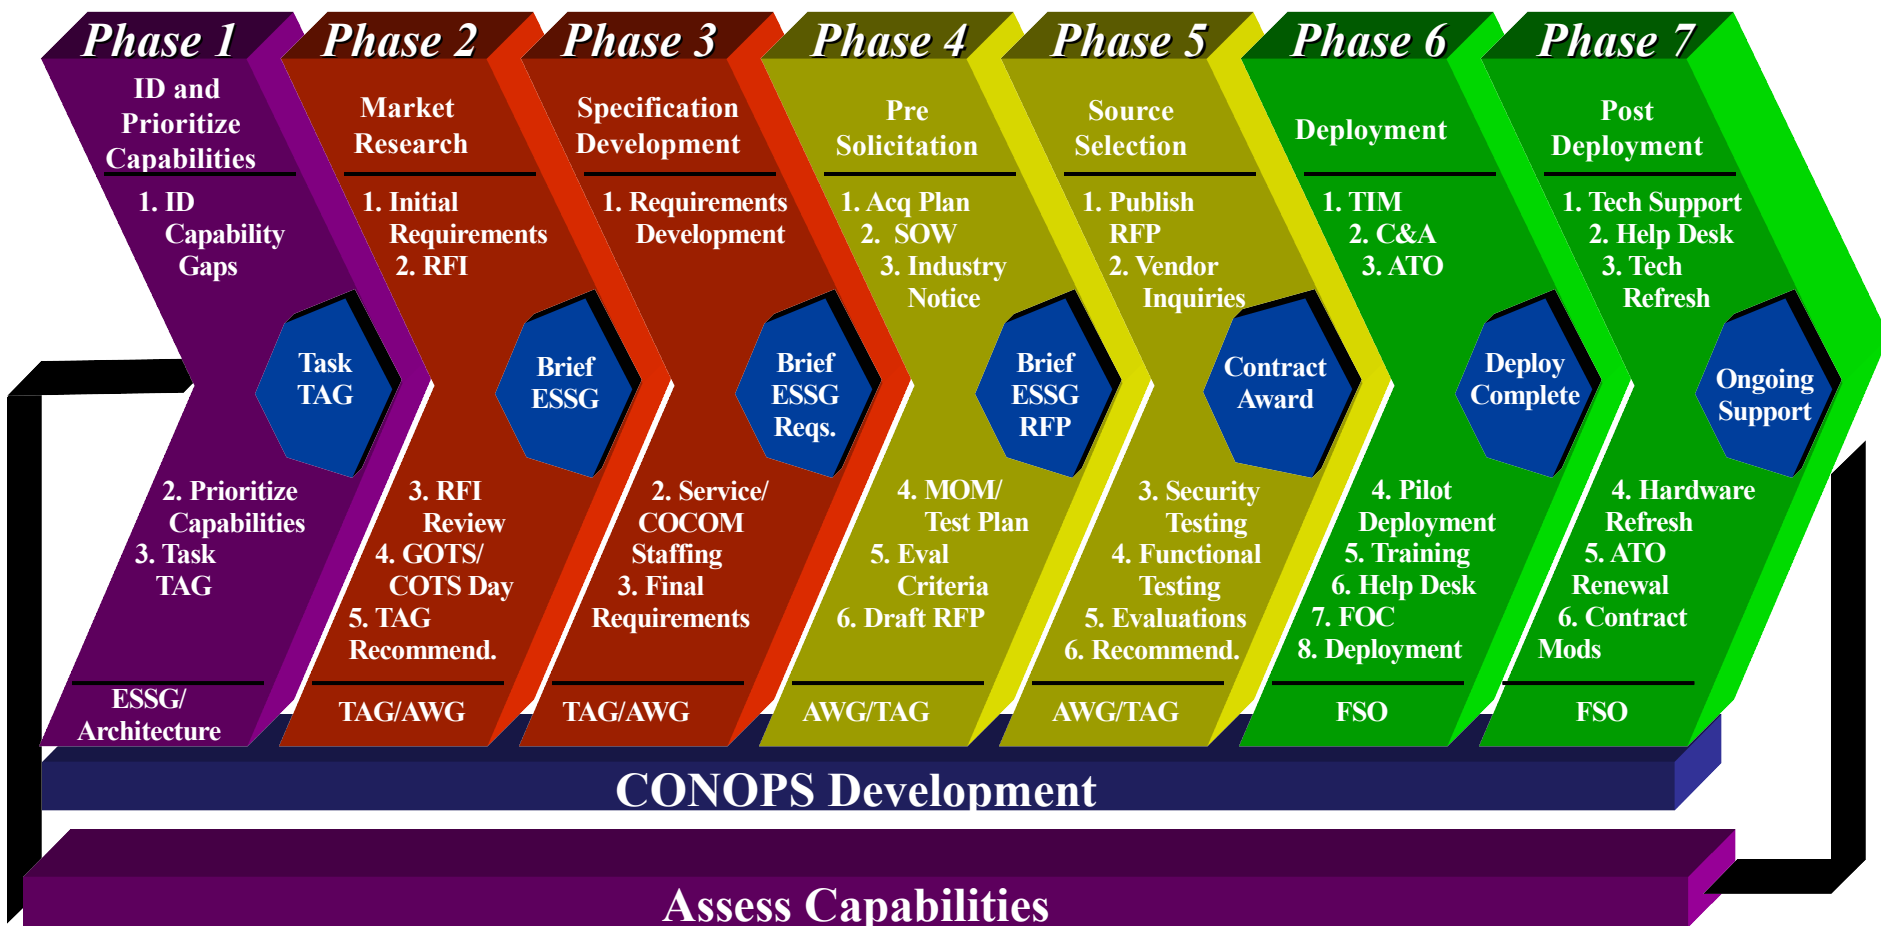 Phase 1
ID and
Prioritize
Capabilities
1. ID
Capability
Gaps
Task
TAG
2. Prioritize
Capabilities
3. Task
TAG
ESSG/
Architecture
Phase 2
Market
Research
1. Initial
Requirements
2. RFI
Brief
ESSG
3. RFI
Review
4. GOTS/
COTS Day
5. TAG
Recommend.
TAG/AWG
Phase 3
Specification
Development
1. Requirements
Development
Brief
ESSG
Reqs.
2. Service/
COCOM
Staffing
3. Final
Requirements
TAG/AWG
Phase 4
Pre
Solicitation
1. Acq Plan
2. SOW
3. Industry
Notice
Brief
ESSG
RFP
4. MOM/
Test Plan
5. Eval
Criteria
6. Draft RFP
AWG/TAG
Phase 5
Source
Selection
1. Publish
RFP
2. Vendor
Inquiries
Contract
Award
3. Security
Testing
4. Functional
Testing
5. Evaluations
6. Recommend.
AWG/TAG
Phase 6
Deployment
1. TIM
2. C&A
3. ATO
Deploy
Complete
4. Pilot
Deployment
5. Training
6. Help Desk
7. FOC
8. Deployment
FSO
Phase 7
Post
Deployment
1. Tech Support
2. Help Desk
3. Tech
Refresh
Ongoing
Support
4. Hardware
Refresh
5. ATO
Renewal
6. Contract
Mods
FSO
CONOPS Development
Assess Capabilities